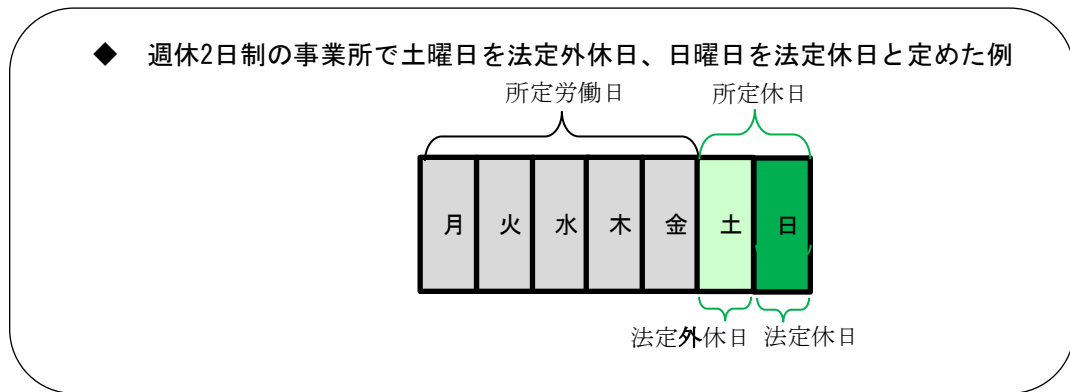 ◆ 週休2日制の事業所で土曜日を法定外休日、日曜日を法定休日と定めた例
所定労働日 所定休日
月 火 水 木 金 土 日
法定外休日 法定休日